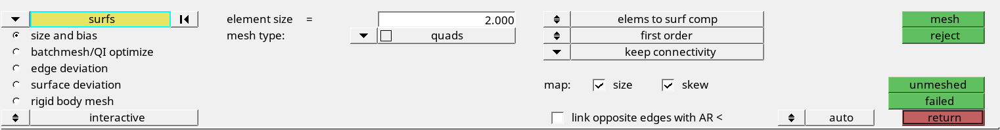 surfs element size = 2.000 elems to surf comp mesh
size and bias mesh type: quads first order reject
batchmesh/QI optimize keep connectivity
edge deviation
surface deviation map: size skew unmeshed
rigid body mesh failed
interactive link opposite edges with AR < auto return